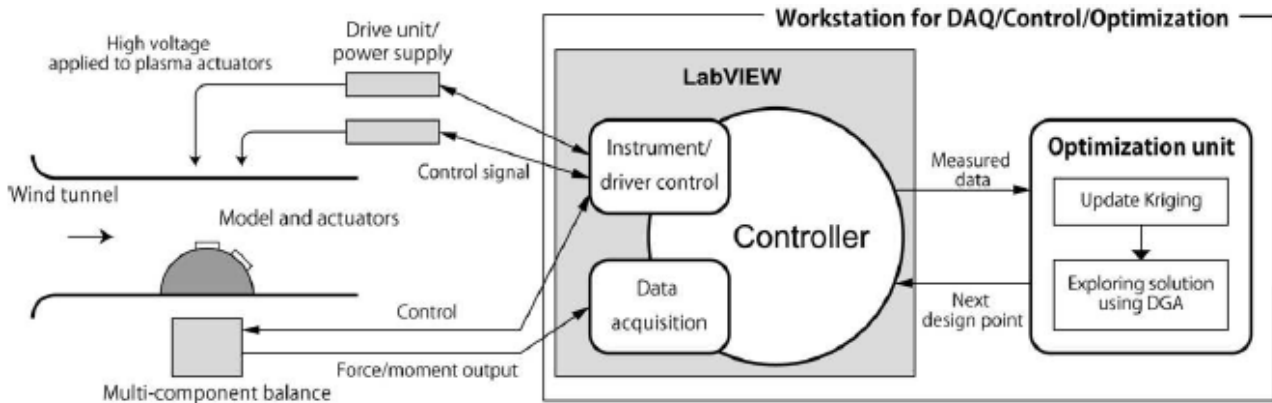 Workstation for DAQ/Control/Optimization
Drive unit/
power supply
High voltage
applied to plasma actuators
LabVIEW
Instrument/
driver control
Control signal
Wind tunnel
Model and actuators
Controller
Measured
data
Optimization unit
Update Kriging
Exploring solution
using DGA
Data
acquisition
Next
design point
Control
Force/moment output
Multi-component balance